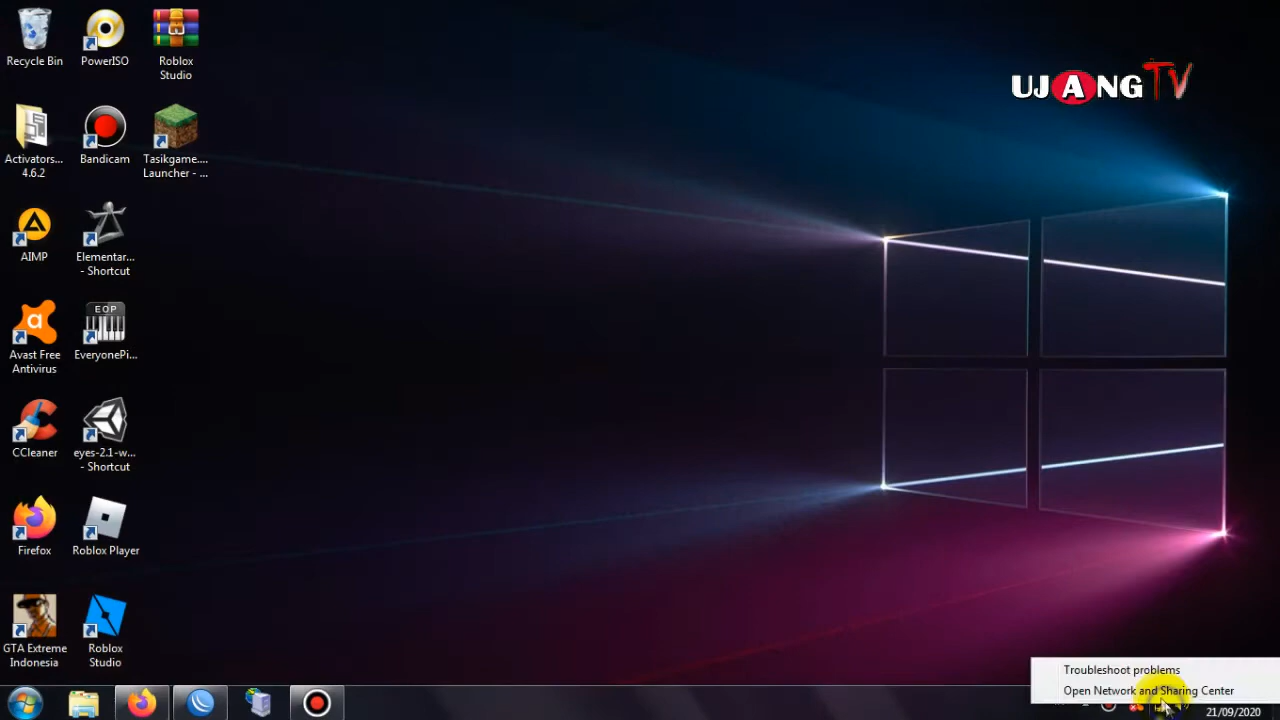 UJANG TV
Recycle Bin
PowerISO
Roblox
Studio
Activators...
4.6.2
Bandicam
Tasikgame....
Launcher - ...
AIMP
Elementar...
- Shortcut
a
Avast Free
Antivirus
EOP
EveryonePi...
CCleaner
eyes-2.1-w...
- Shortcut
Firefox
Roblox Player
GTA Extreme
Indonesia
Roblox
Studio
Troubleshoot problems
Open Network and Sharing Center
21/09/2020